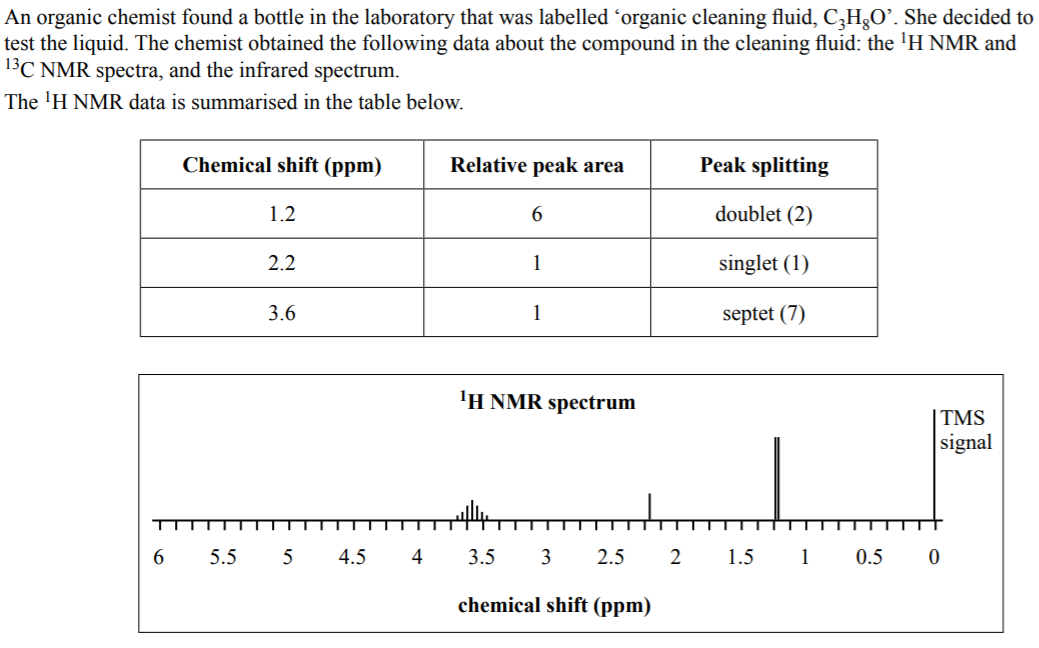 An organic chemist found a bottle in the laboratory that was labelled ‘organic cleaning fluid, C₃H₈O’. She decided to
test the liquid. The chemist obtained the following data about the compound in the cleaning fluid: the ¹H NMR and
¹³C NMR spectra, and the infrared spectrum.
The ¹H NMR data is summarised in the table below.
Chemical shift (ppm) Relative peak area Peak splitting
1.2 6 doublet (2)
2.2 1 singlet (1)
3.6 1 septet (7)
¹H NMR spectrum
TMS
signal
6 5.5 5 4.5 4 3.5 3 2.5 2 1.5 1 0.5 0
chemical shift (ppm)